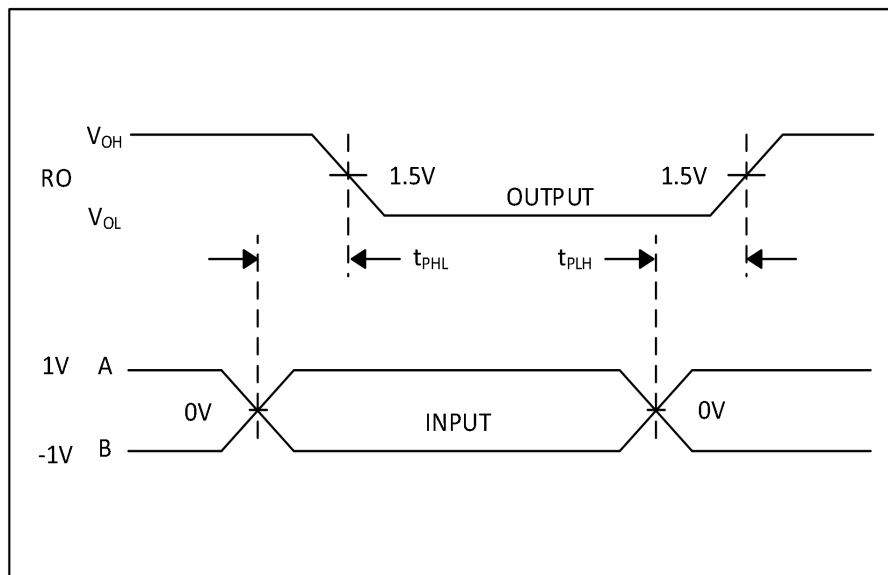 V_OH
RO
1.5V
1.5V
OUTPUT
V_OL
t_PHL
t_PLH
1V A
0V
0V
INPUT
-1V B